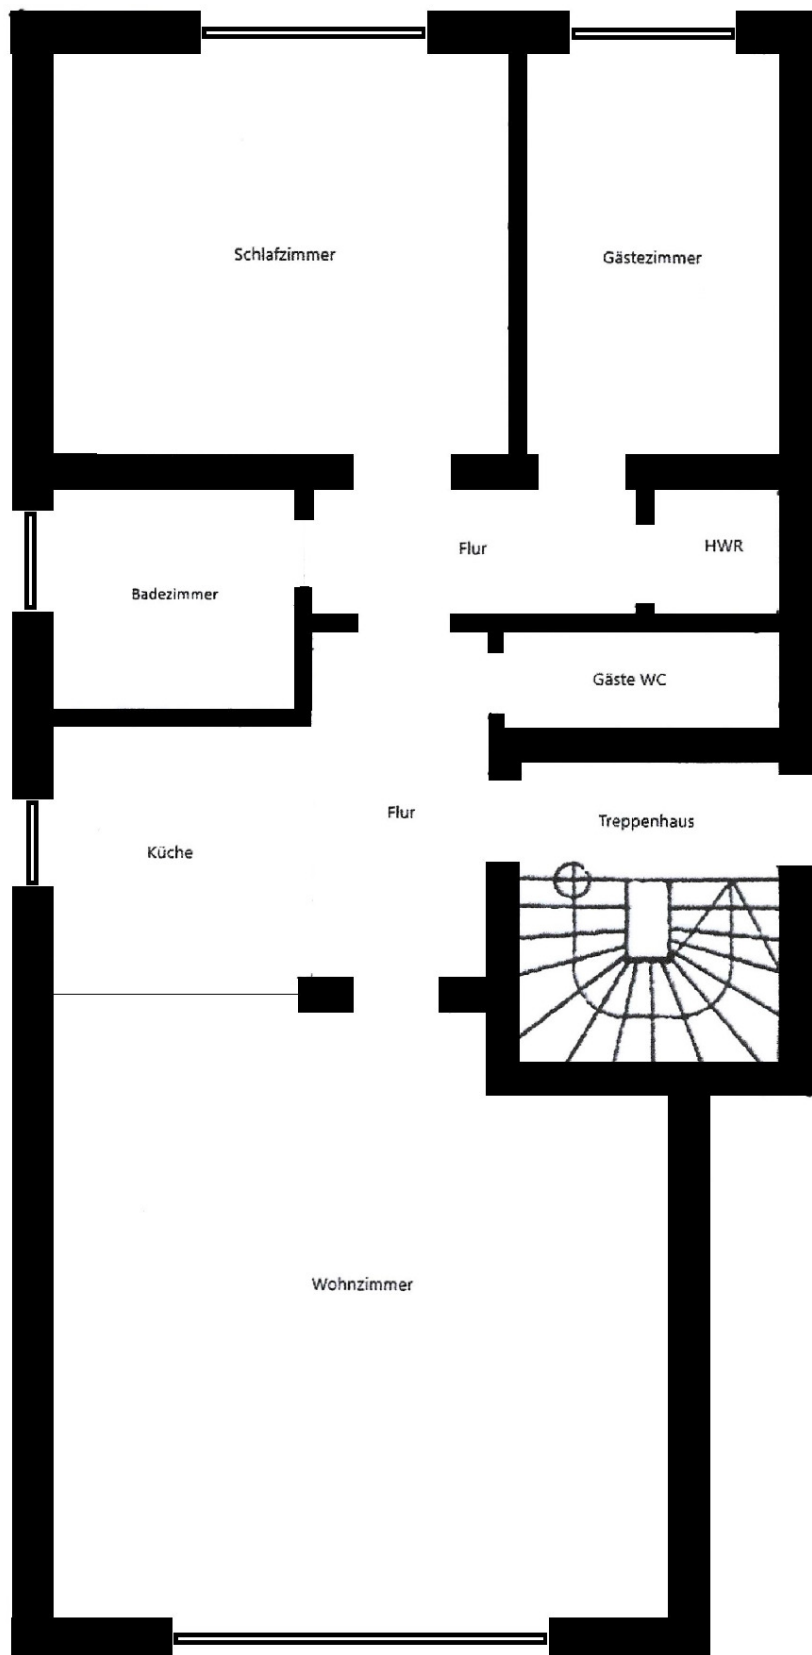 Schlafzimmer
Gästezimmer
Flur
HWR
Badezimmer
Gäste WC
Flur
Treppenhaus
Küche
Wohnzimmer